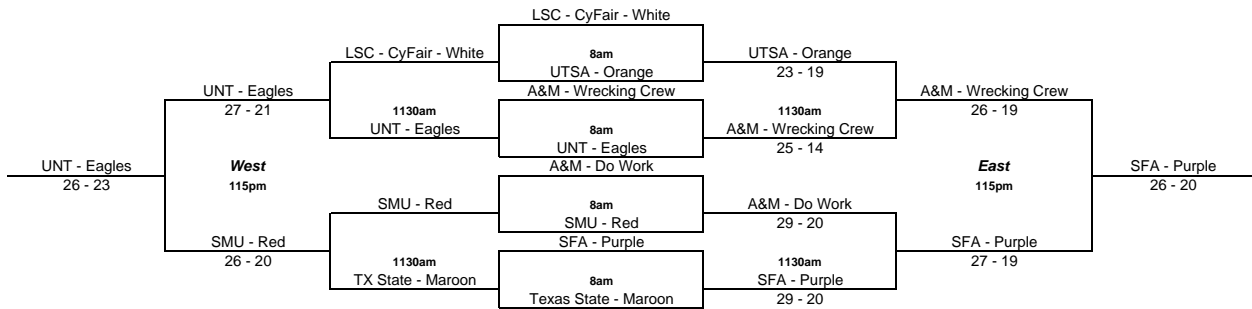 LSC - CyFair - White
LSC - CyFair - White
8am
UTSA - Orange
UTSA - Orange
23 - 19
UNT - Eagles
A&M - Wrecking Crew
A&M - Wrecking Crew
27 - 21
1130am
1130am
26 - 19
UNT - Eagles
8am
A&M - Wrecking Crew
UNT - Eagles
25 - 14
UNT - Eagles
West
A&M - Do Work
East
SFA - Purple
26 - 23
115pm
115pm
26 - 20
SMU - Red
8am
A&M - Do Work
SMU - Red
29 - 20
SMU - Red
SFA - Purple
SFA - Purple
26 - 20
1130am
1130am
27 - 19
TX State - Maroon
8am
SFA - Purple
Texas State - Maroon
29 - 20